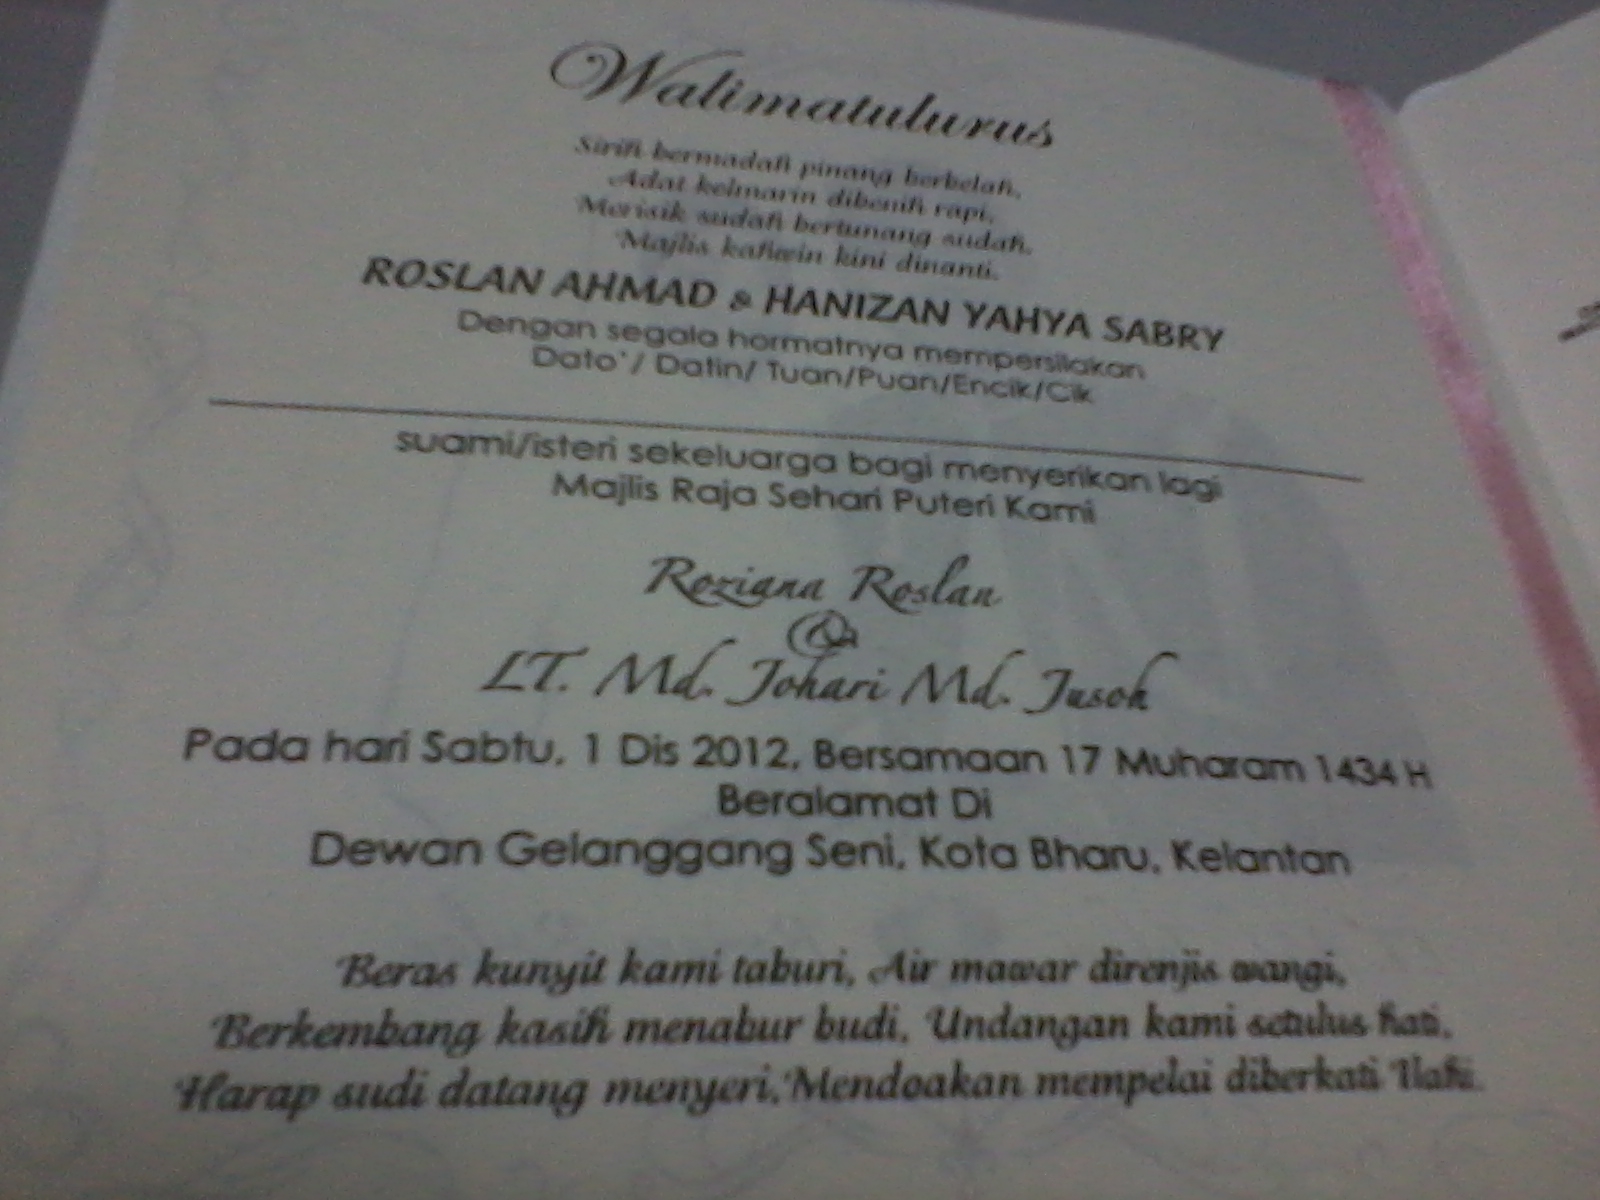 Walimatulurus
Sirih bermadah pinang berbelah,
Adat kelmarin dibenih rapi,
Merisik sudah bertunang sudah,
Majlis kahwin kini dinanti.
ROSLAN AHMAD & HANIZAN YAHYA SABRY
Dengan segala hormatnya mempersilakan
Dato'/ Datin/ Tuan/Puan/Encik/Cik
suami/isteri sekeluarga bagi menyerikan lagi
Majlis Raja Sehari Puteri Kami
Roziana Roslan
&
LT. Md. Johari Md. Jusoh
Pada hari Sabtu, 1 Dis 2012, Bersamaan 17 Muharam 1434 H
Beralamat Di
Dewan Gelanggang Seni, Kota Bharu, Kelantan
Beras kunyit kami taburi, Air mawar direnjis wangi,
Berkembang kasih menabur budi, Undangan kami setulus hati,
Harap sudi datang menyeri, Mendoakan mempelai diberkati Ilahi.